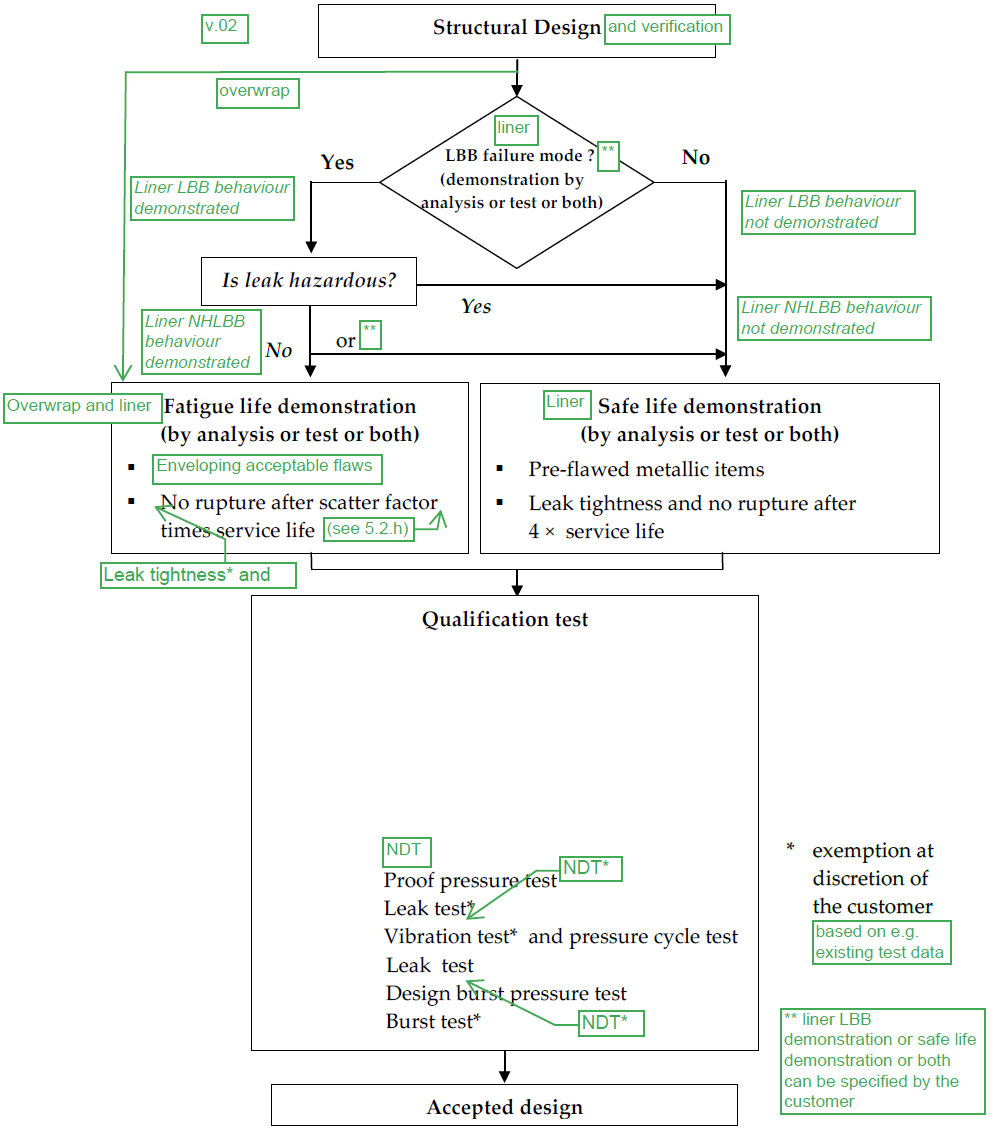 v.02
Structural Design
and verification
overwrap
liner
LBB failure mode ?
**
(demonstration by
analysis or test or both)
Yes
No
Liner LBB behaviour
demonstrated
Liner LBB behaviour
not demonstrated
Is leak hazardous?
Yes
Liner NHLBB
behaviour
demonstrated
No
or
**
Liner NHLBB behaviour
not demonstrated
Overwrap and liner
Fatigue life demonstration
(by analysis or test or both)
▪ Enveloping acceptable flaws
▪ No rupture after scatter factor
times service life
(see 5.2.h)
Leak tightness* and
Liner
Safe life demonstration
(by analysis or test or both)
▪ Pre-flawed metallic items
▪ Leak tightness and no rupture after
4 × service life
Qualification test
NDT
Proof pressure test
NDT*
Leak test*
Vibration test* and pressure cycle test
Leak test
Design burst pressure test
Burst test*
NDT*
* exemption at
discretion of
the customer
based on e.g.
existing test data
** liner LBB
demonstration or safe life
demonstration or both
can be specified by the
customer
Accepted design